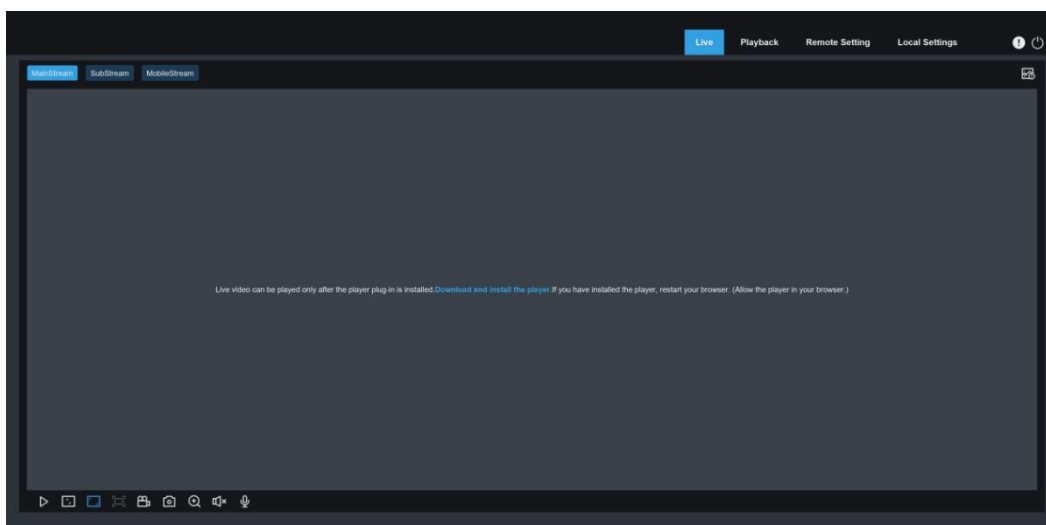 Live Playback Remote Setting Local Settings
MainStream SubStream MobileStream
Live video can be played only after the player plug-in is installed.Download and install the player.If you have installed the player, restart your browser. (Allow the player in your browser.)